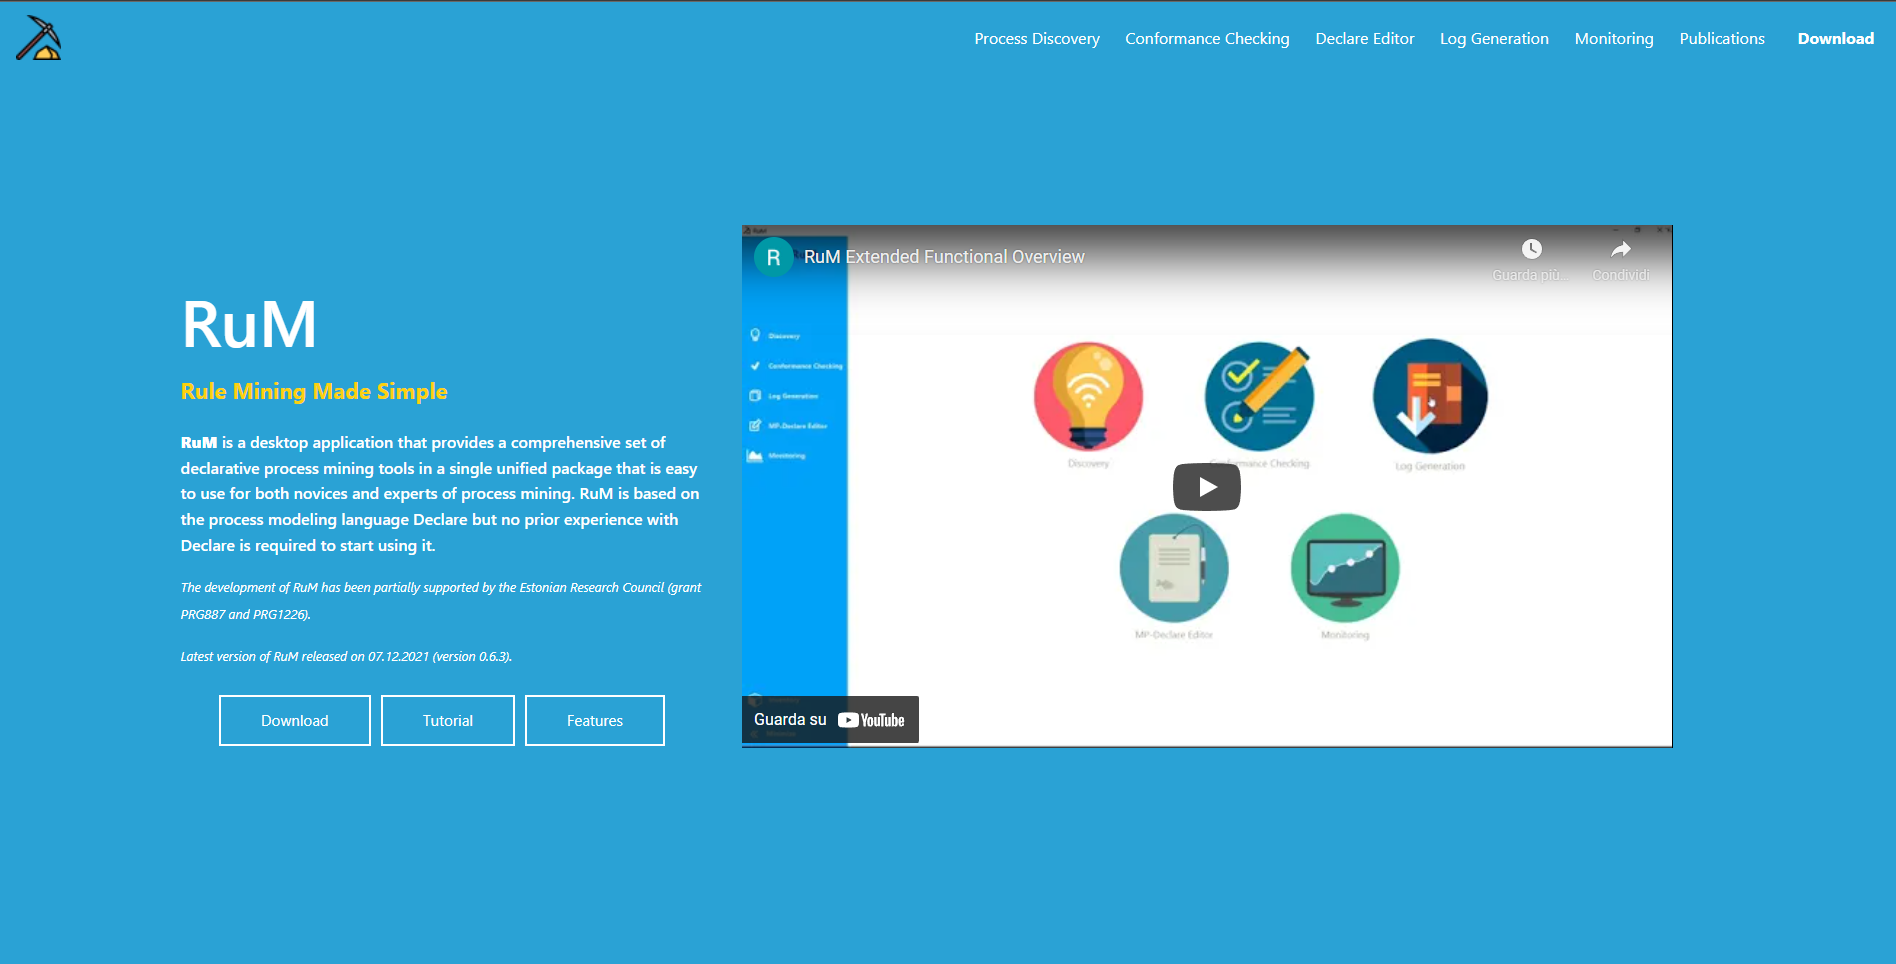 Process Discovery Conformance Checking Declare Editor Log Generation Monitoring Publications Download
RuM
Rule Mining Made Simple
RuM is a desktop application that provides a comprehensive set of
declarative process mining tools in a single unified package that is easy
to use for both novices and experts of process mining. RuM is based on
the process modeling language Declare but no prior experience with
Declare is required to start using it.
The development of RuM has been partially supported by the Estonian Research Council (grant
PRG887 and PRG1226).
Latest version of RuM released on 07.12.2021 (version 0.6.3).
Download Tutorial Features
RuM
R RuM Extended Functional Overview
Guarda più... Condividi
Discovery
Conformance Checking
Log Generation
MP-Declare Editor
Monitoring
Discovery Conformance Checking Log Generation
MP-Declare Editor Monitoring
Guarda su YouTube